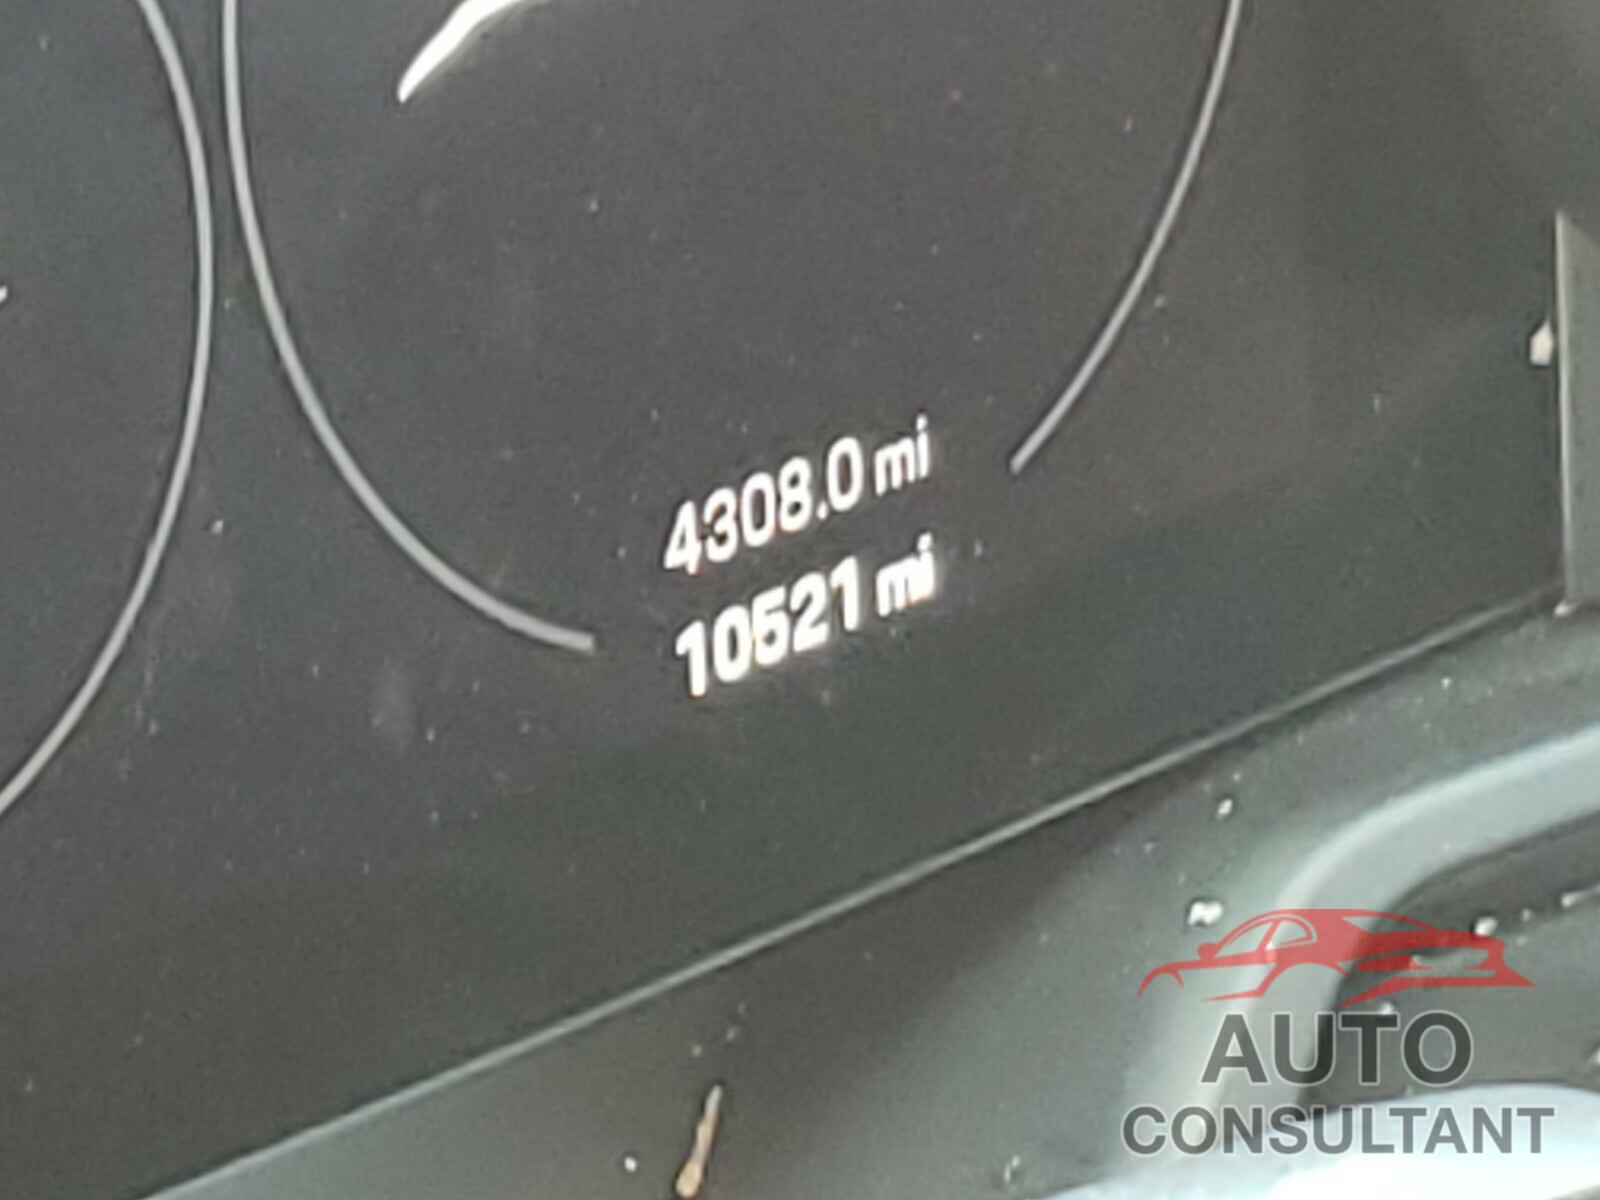 4308.0 mi
10521 mi
AUTO
CONSULTANT